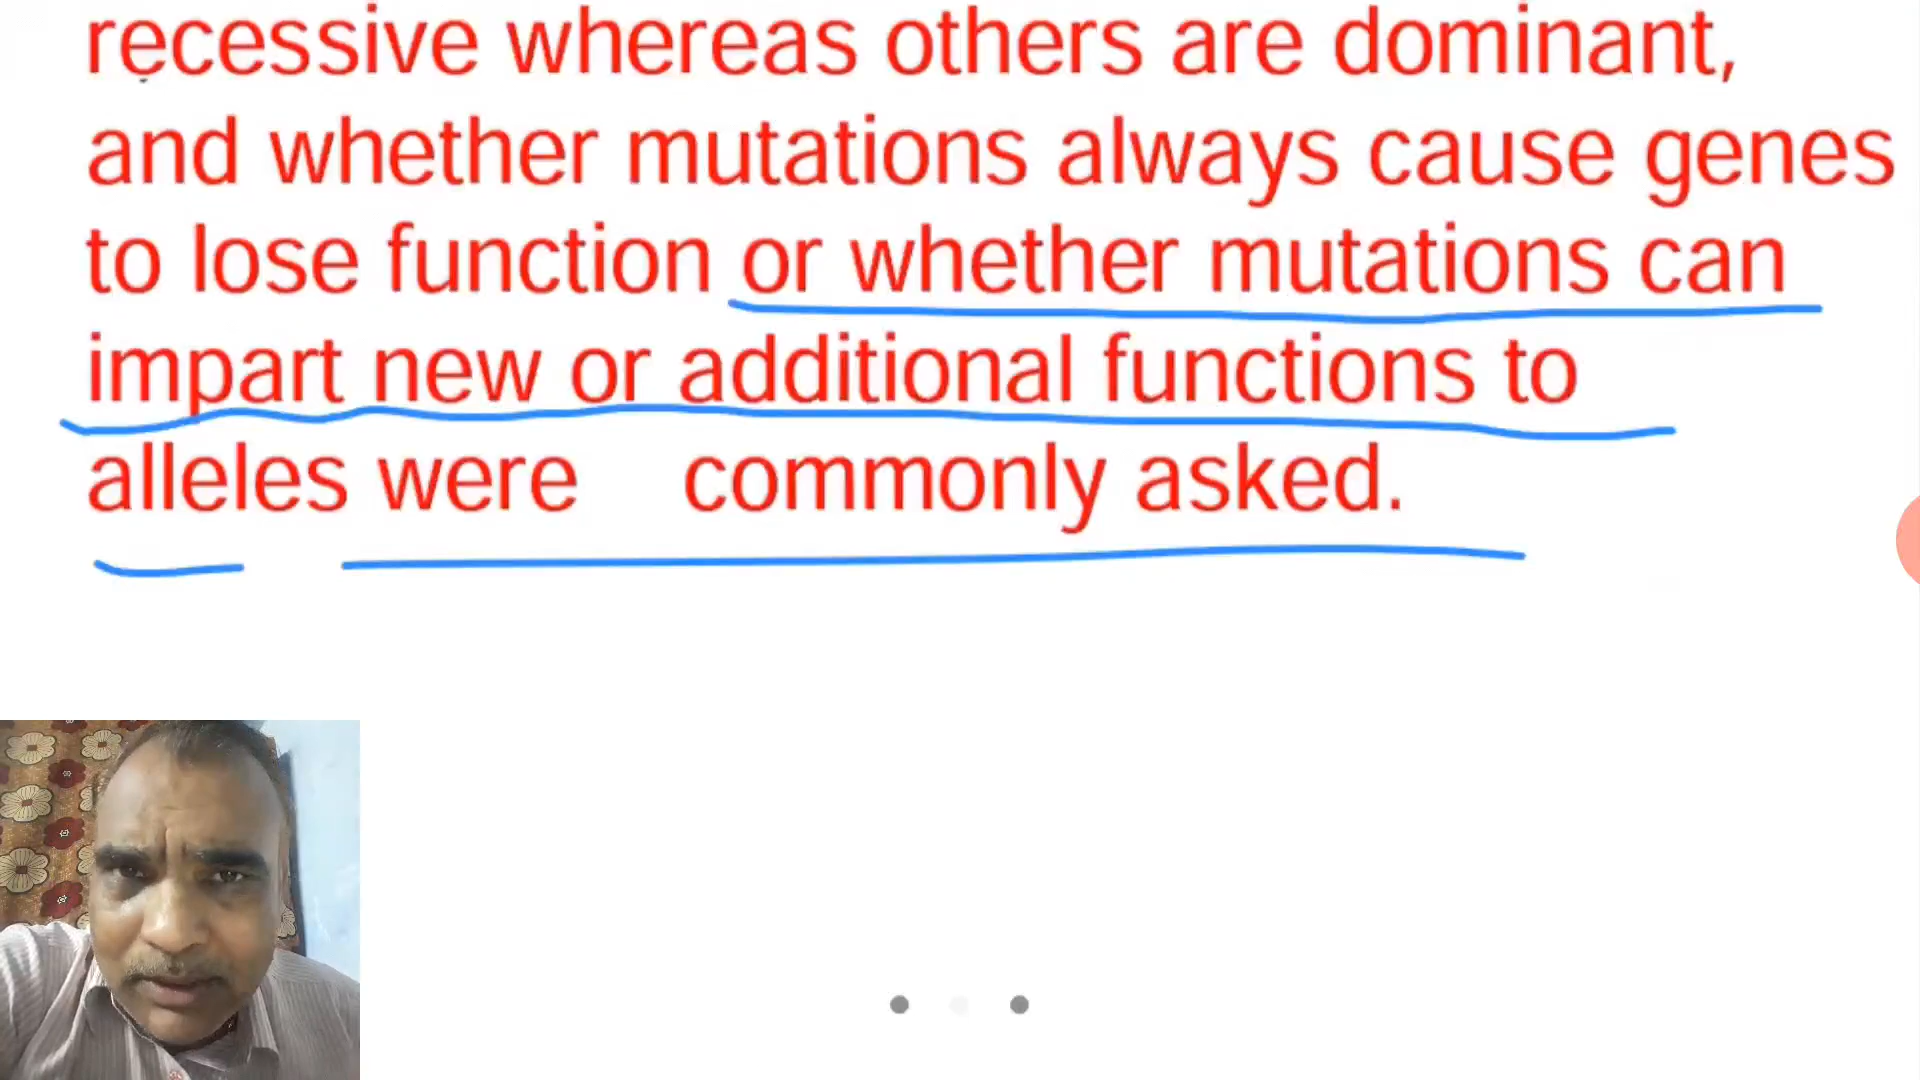 recessive whereas others are dominant,
and whether mutations always cause genes
to lose function or whether mutations can
impart new or additional functions to
alleles were commonly asked.